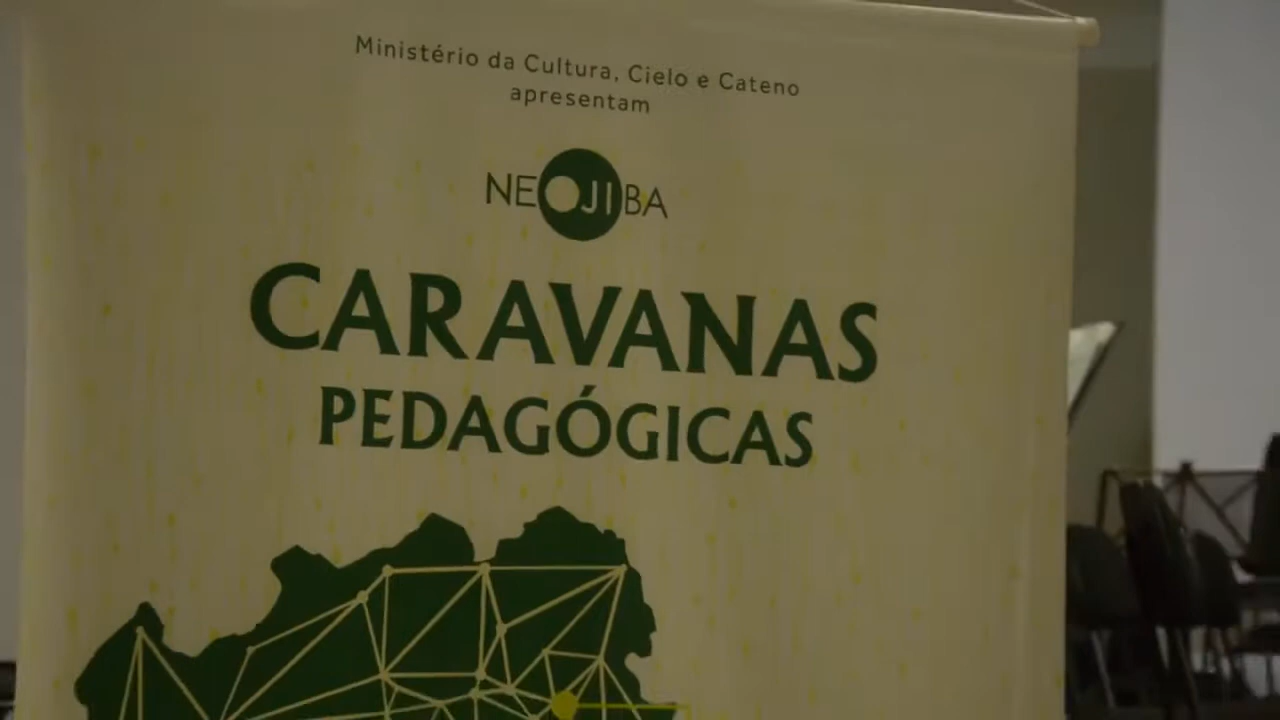 Ministério da Cultura, Cielo e Cateno
apresentam
NEOJIBA
CARAVANAS
PEDAGÓGICAS